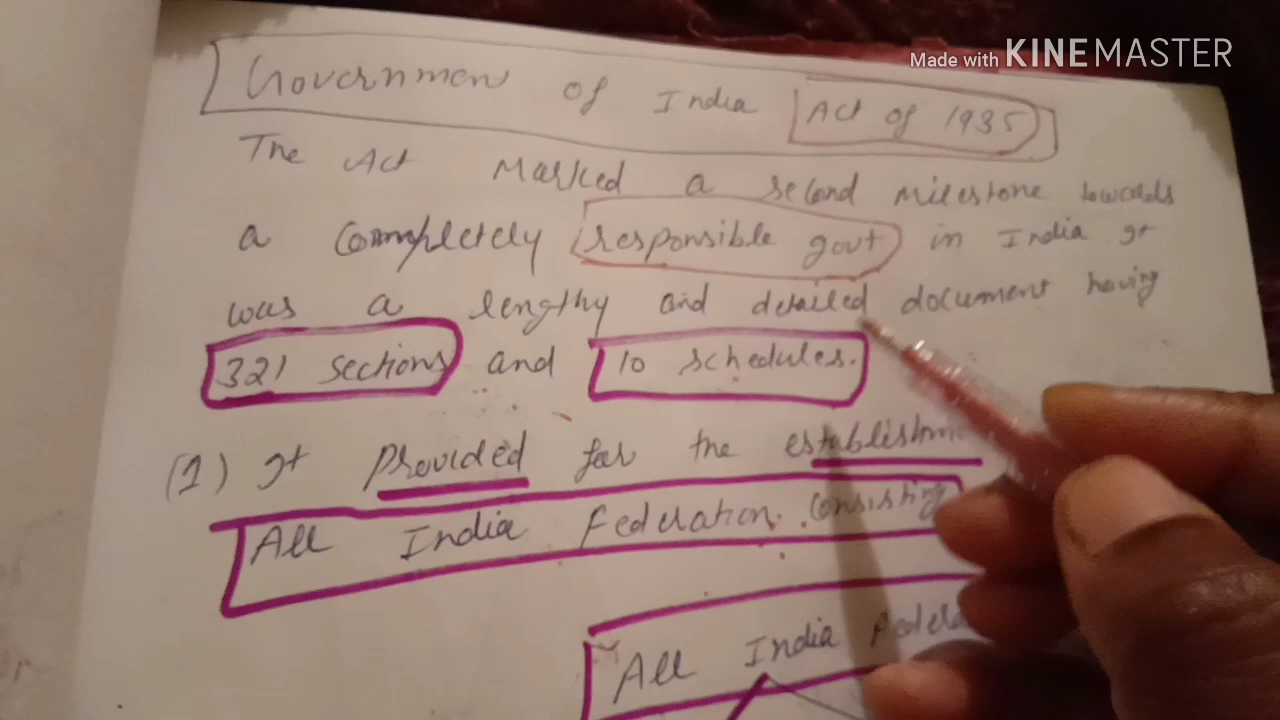 Made with KINEMASTER
Government of India Act of 1935
The Act Marked a second milestone towards
a completely responsible govt in India It
was a lengthy and detailed document having
321 sections and 10 schedules.
(1) It provided for the
All India Federation. consisting
All India